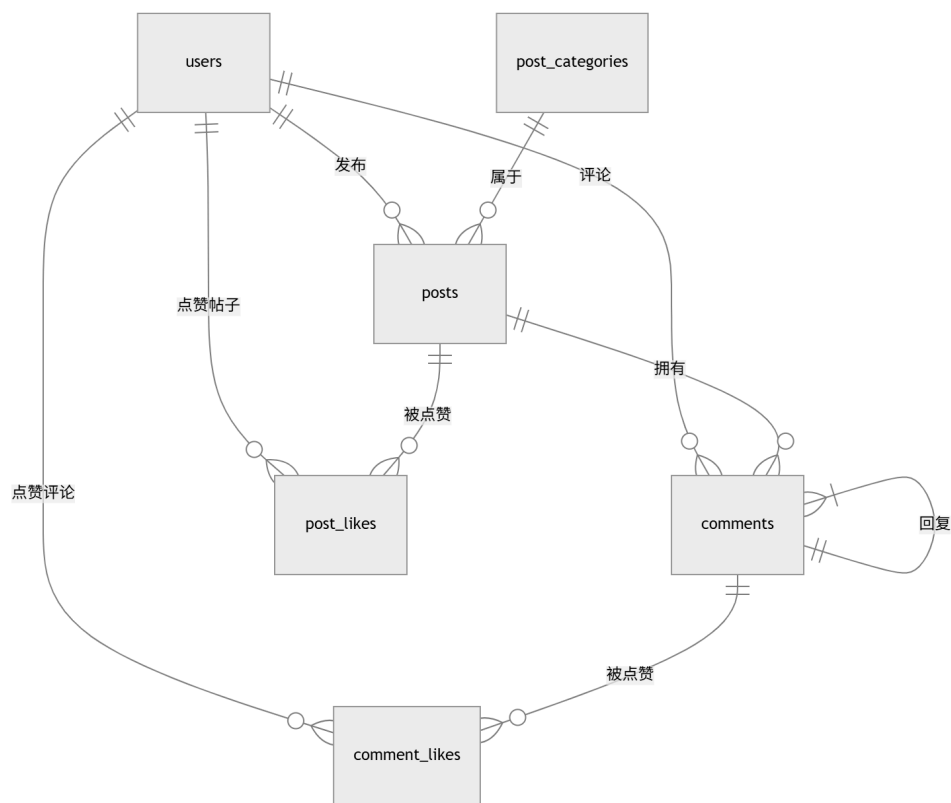 users
post_categories
发布
属于
评论
点赞帖子
posts
拥有
被点赞
点赞评论
post_likes
comments
回复
被点赞
comment_likes